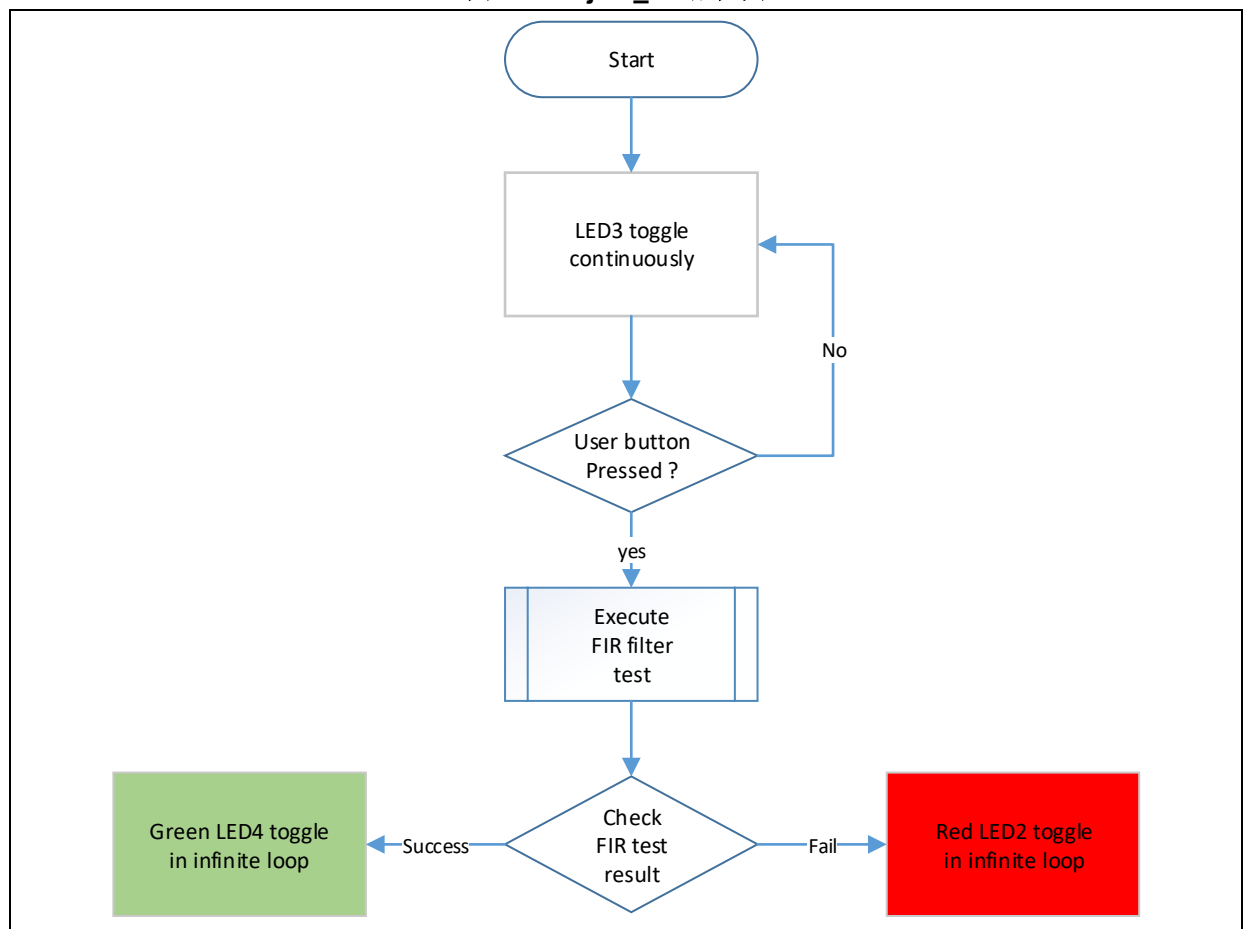 Start
LED3 toggle
continuously
No
User button
Pressed ?
yes
Execute
FIR filter
test
Check
FIR test
result
Success
Fail
Green LED4 toggle
in infinite loop
Red LED2 toggle
in infinite loop